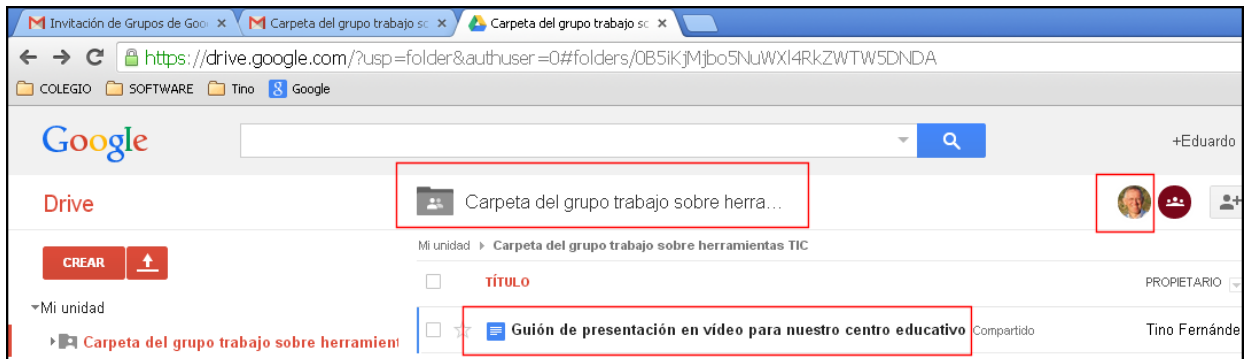 Invitación de Grupos de Goo × Carpeta del grupo trabajo sc × Carpeta del grupo trabajo sc ×
https://drive.google.com/?usp=folder&authuser=0#folders/0B5iKjMjbo5NuWXl4RkZWTW5DNDA
COLEGIO SOFTWARE Tino Google
Google +Eduardo
Drive Carpeta del grupo trabajo sobre herra...
Mi unidad Carpeta del grupo trabajo sobre herramientas TIC
CREAR TÍTULO PROPIETARIO
Mi unidad
Guión de presentación en vídeo para nuestro centro educativo Compartido Tino Fernánde
Carpeta del grupo trabajo sobre herramient